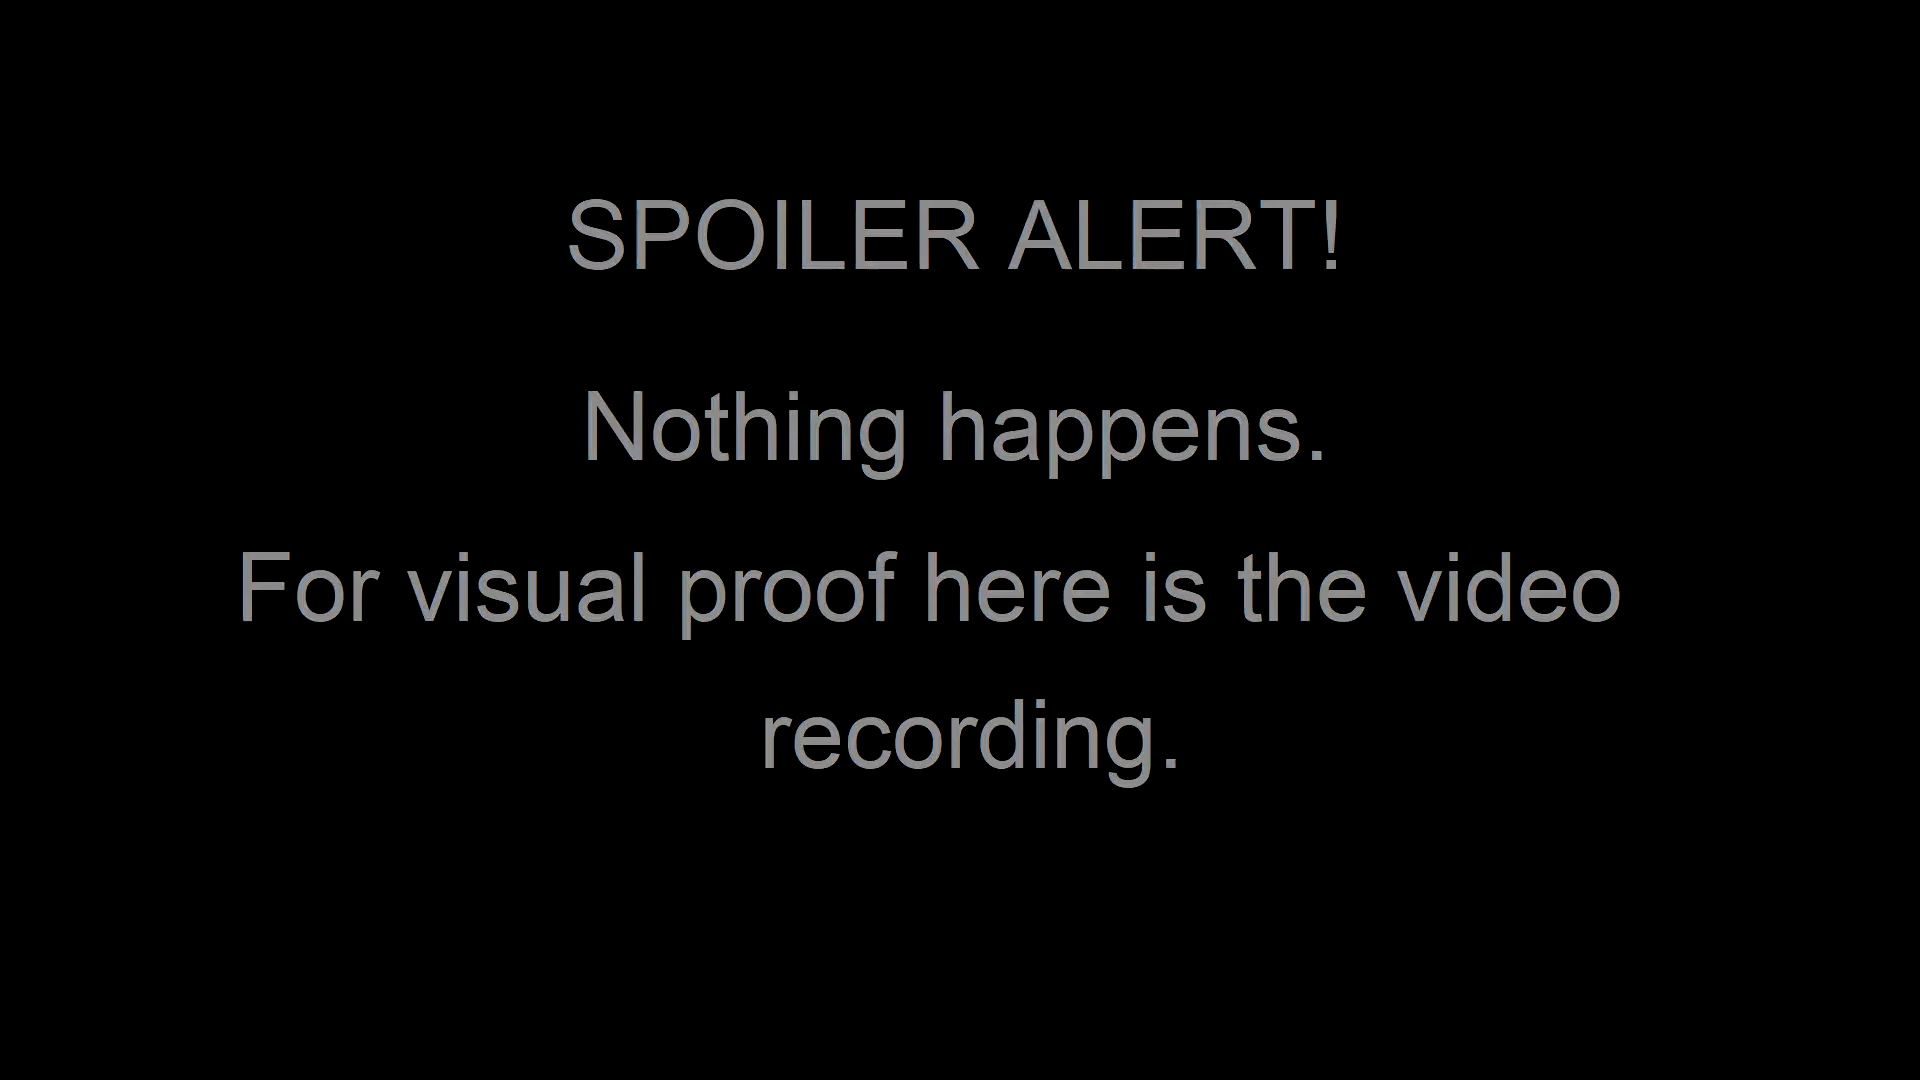 SPOILER ALERT!
Nothing happens.
For visual proof here is the video
recording.